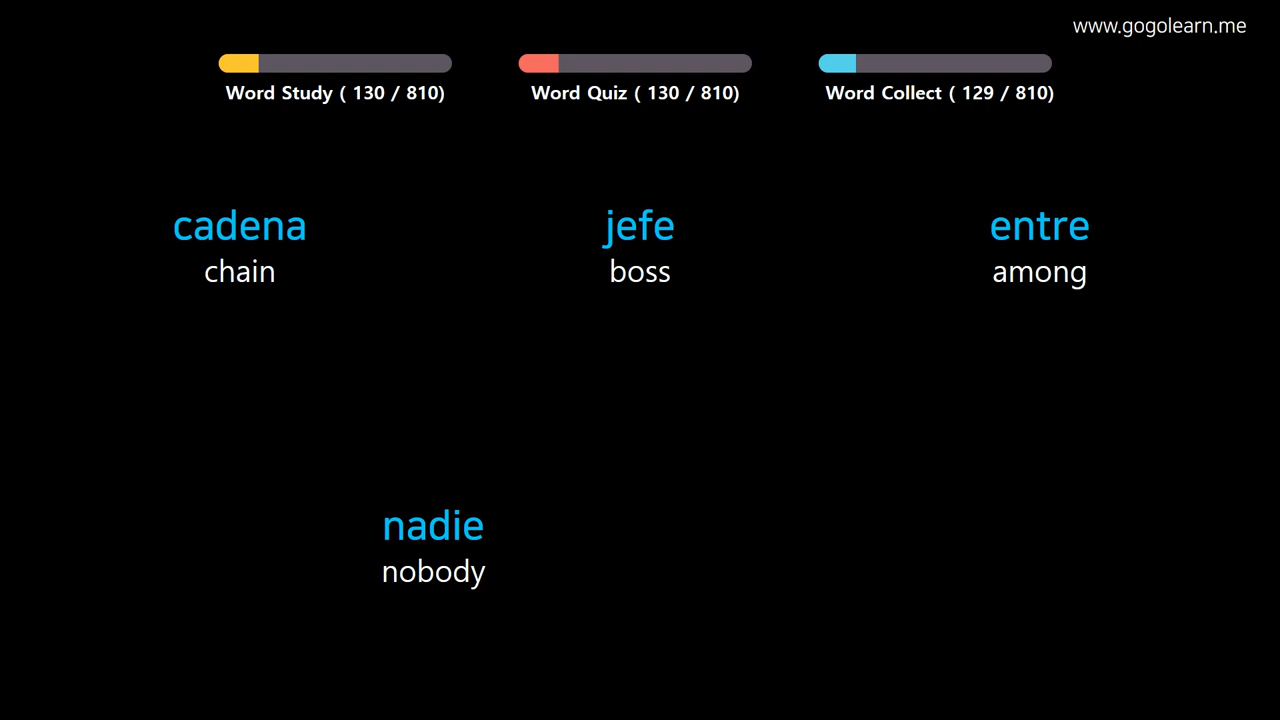 www.gogolearn.me
Word Study ( 130 / 810)
Word Quiz ( 130 / 810)
Word Collect ( 129 / 810)
cadena
chain
jefe
boss
entre
among
nadie
nobody